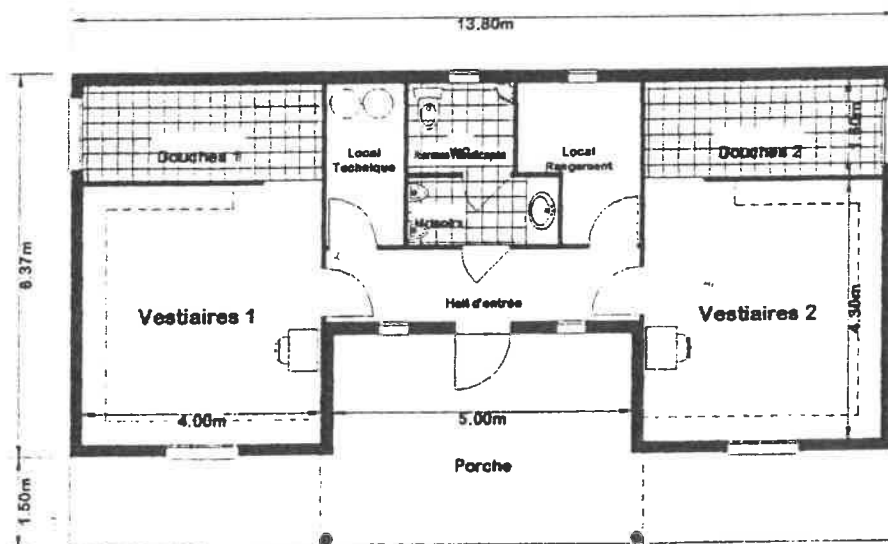 13.80m
Douches 1
Local
Technique
WC
Local
Rangement
Douches 2
1.60m
6.37m
Vestiaires 1
Hall d'entrée
Vestiaires 2
4.30m
4.00m
5.00m
Porche
1.50m